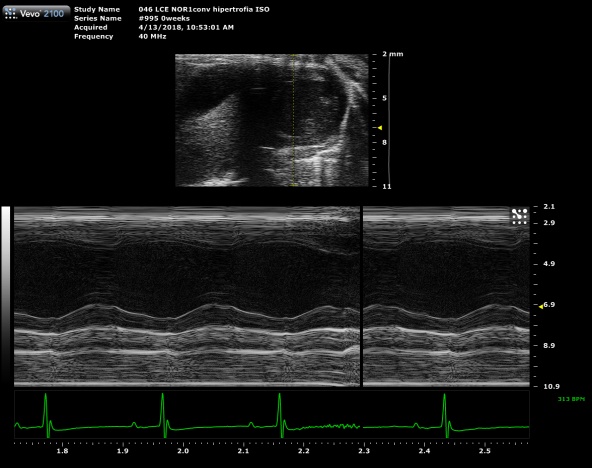 Vevo 2100
Study Name 046 LCE NOR1conv hipertrofia ISO
Series Name #995 0weeks
Acquired 4/13/2018, 10:53:01 AM
Frequency 40 MHz
2 mm
5
8
11
2.1
2.9
4.9
6.9
8.9
10.9
313 BPM
1.8 1.9 2.0 2.1 2.2 2.3 2.4 2.5